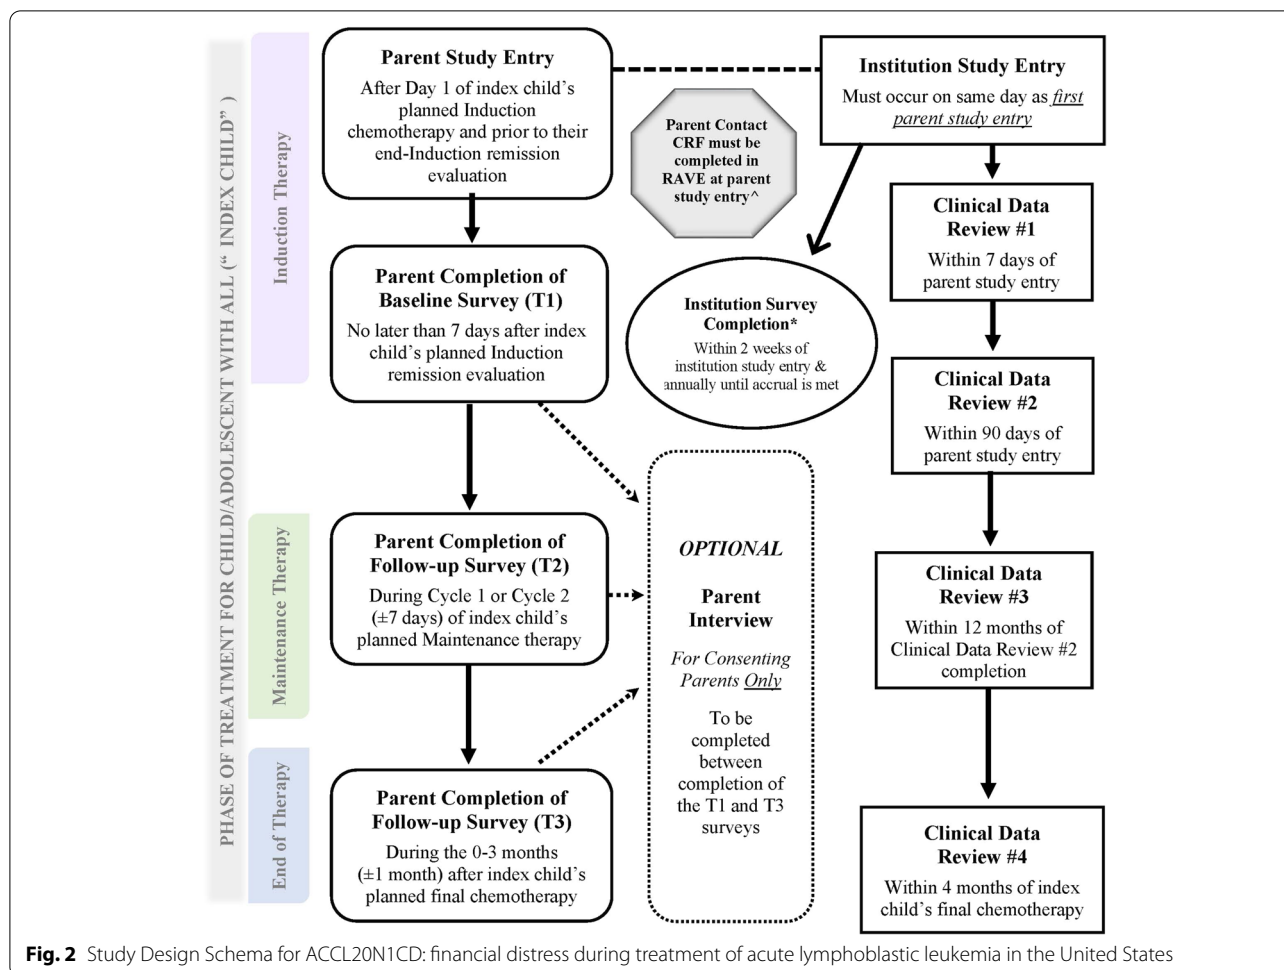 PHASE OF TREATMENT FOR CHILD/ADOLESCENT WITH ALL (“ INDEX CHILD” )
Induction Therapy
Maintenance Therapy
End of Therapy
Parent Study Entry
After Day 1 of index child’s
planned Induction
chemotherapy and prior to their
end-Induction remission
evaluation
Parent Completion of
Baseline Survey (T1)
No later than 7 days after index
child’s planned Induction
remission evaluation
Parent Completion of
Follow-up Survey (T2)
During Cycle 1 or Cycle 2
(±7 days) of index child’s
planned Maintenance therapy
Parent Completion of
Follow-up Survey (T3)
During the 0-3 months
(±1 month) after index child’s
planned final chemotherapy
Parent Contact
CRF must be
completed in
RAVE at parent
study entry^
Institution Survey
Completion*
Within 2 weeks of
institution study entry &
annually until accrual is met
OPTIONAL
Parent
Interview
For Consenting
Parents Only
To be
completed
between
completion of
the T1 and T3
surveys
Institution Study Entry
Must occur on same day as first
parent study entry
Clinical Data
Review #1
Within 7 days of
parent study entry
Clinical Data
Review #2
Within 90 days of
parent study entry
Clinical Data
Review #3
Within 12 months of
Clinical Data Review #2
completion
Clinical Data
Review #4
Within 4 months of index
child’s final chemotherapy
Fig. 2 Study Design Schema for ACCL20N1CD: financial distress during treatment of acute lymphoblastic leukemia in the United States